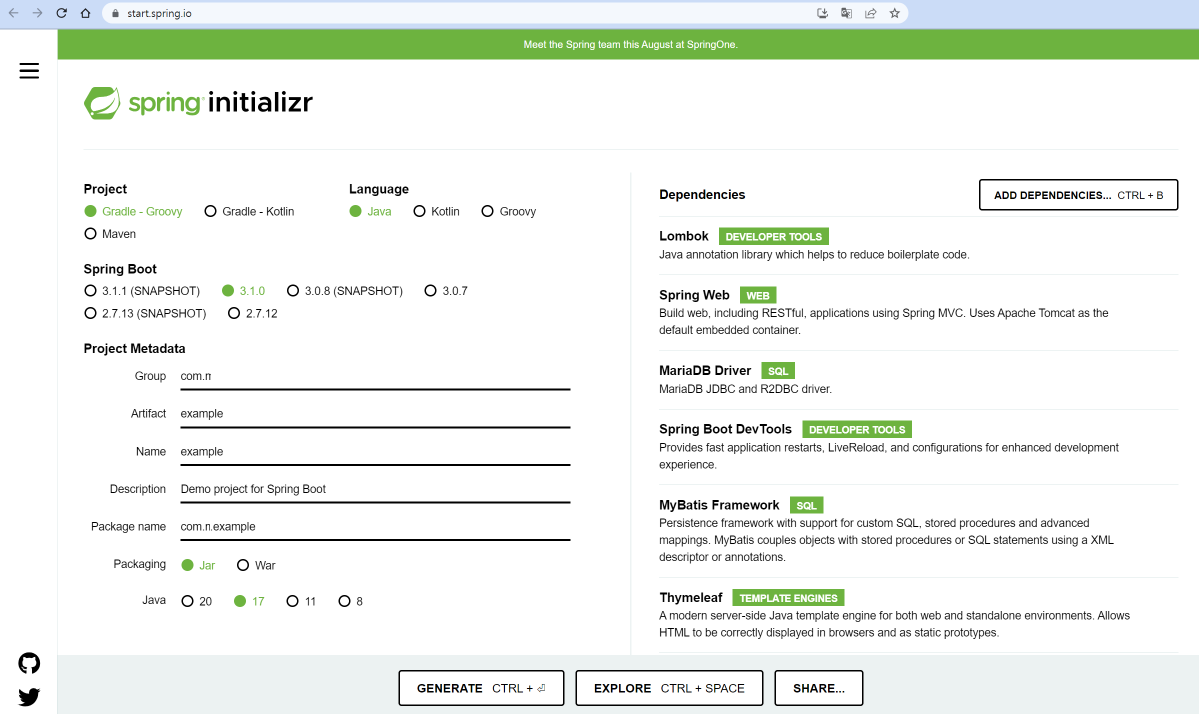 start.spring.io
Meet the Spring team this August at SpringOne.
spring initializr
Project
Gradle - Groovy Gradle - Kotlin
Maven
Language
Java Kotlin Groovy
Spring Boot
3.1.1 (SNAPSHOT) 3.1.0 3.0.8 (SNAPSHOT) 3.0.7
2.7.13 (SNAPSHOT) 2.7.12
Project Metadata
Group
Artifact example
Name example
Description Demo project for Spring Boot
Package name
Packaging Jar War
Java 20 17 11 8
Dependencies ADD DEPENDENCIES... CTRL + B
Lombok DEVELOPER TOOLS
Java annotation library which helps to reduce boilerplate code.
Spring Web WEB
Build web, including RESTful, applications using Spring MVC. Uses Apache Tomcat as the
default embedded container.
MariaDB Driver SQL
MariaDB JDBC and R2DBC driver.
Spring Boot DevTools DEVELOPER TOOLS
Provides fast application restarts, LiveReload, and configurations for enhanced development
experience.
MyBatis Framework SQL
Persistence framework with support for custom SQL, stored procedures and advanced
mappings. MyBatis couples objects with stored procedures or SQL statements using a XML
descriptor or annotations.
Thymeleaf TEMPLATE ENGINES
A modern server-side Java template engine for both web and standalone environments. Allows
HTML to be correctly displayed in browsers and as static prototypes.
GENERATE CTRL + ⏎ EXPLORE CTRL + SPACE SHARE...